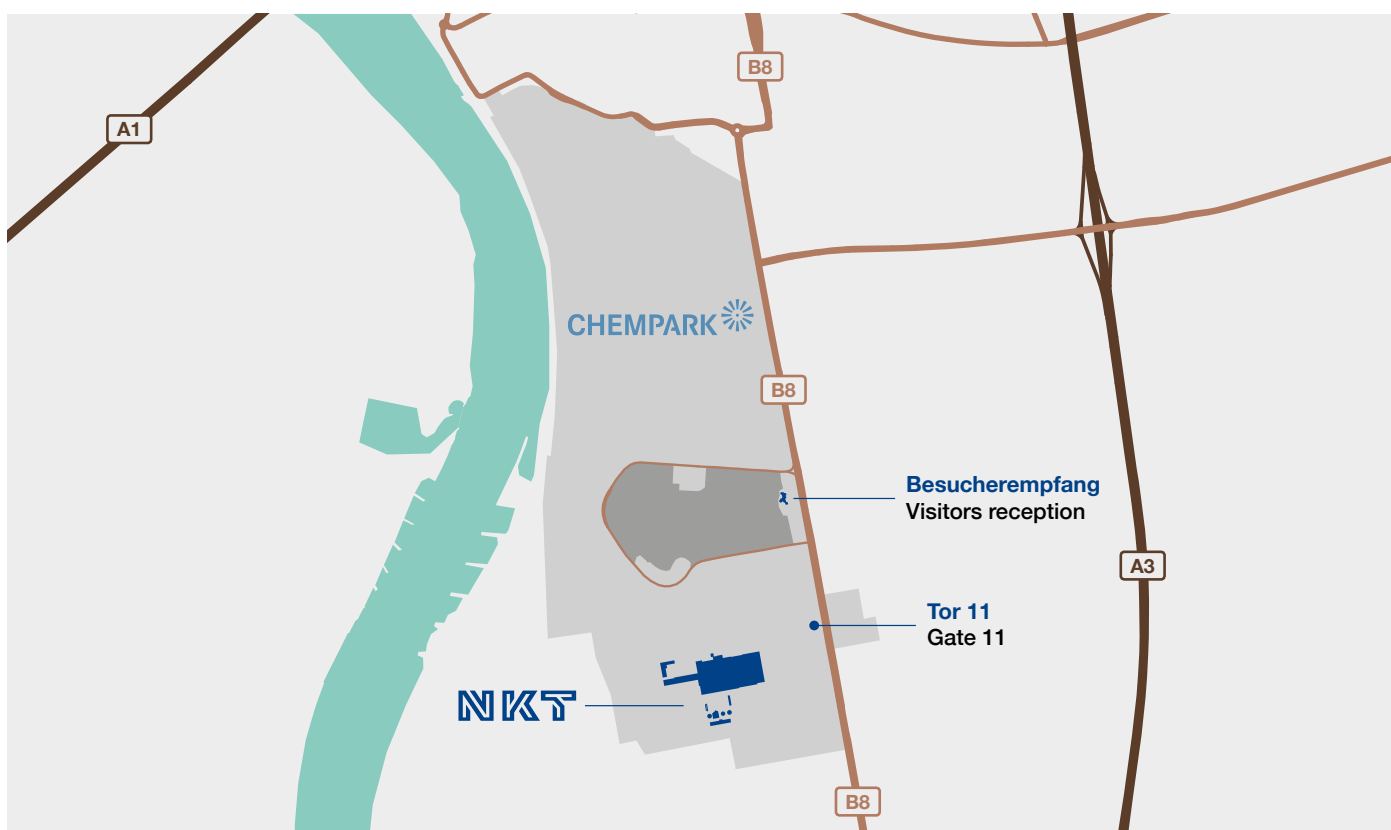 B8
A1
CHEMPARK
B8
Besucherempfang
Visitors reception
A3
Tor 11
Gate 11
NKT
B8